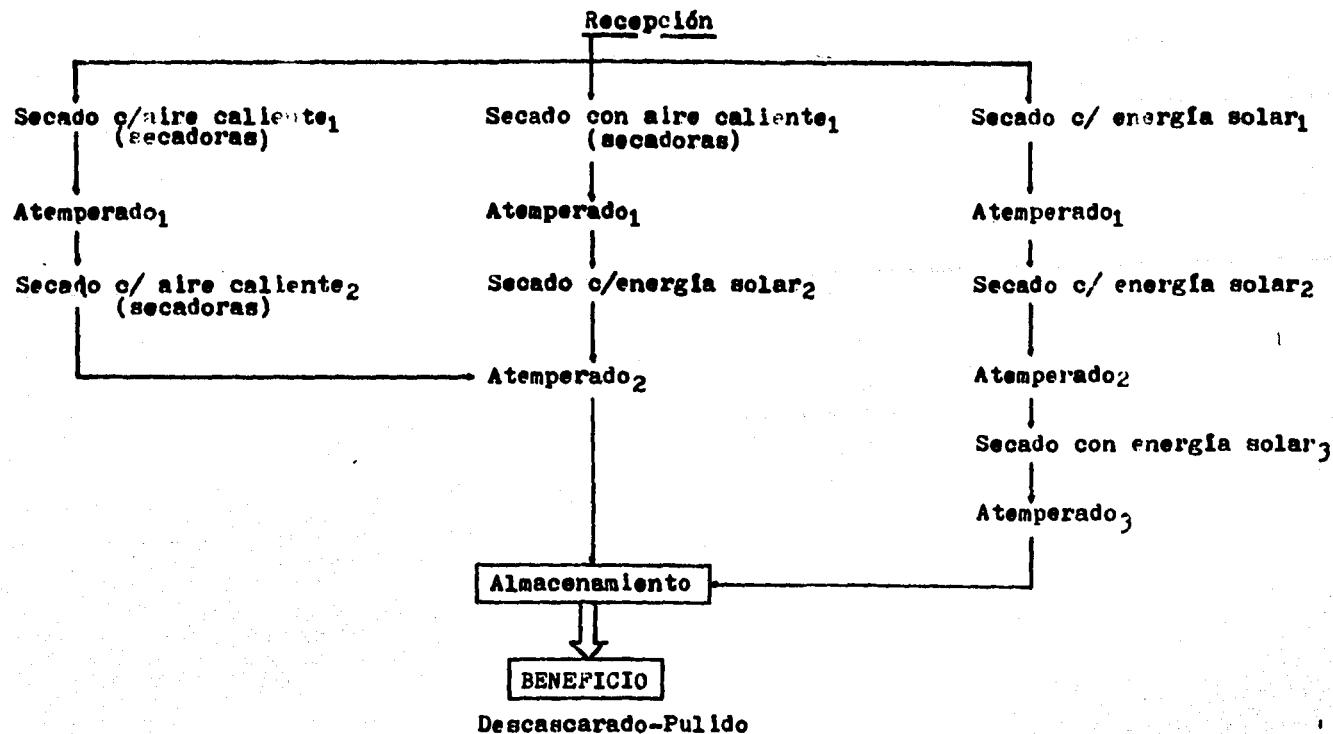 Recepción
Secado c/aire caliente1
(secadoras)
Secado con aire caliente1
(secadoras)
Secado c/ energía solar1
Atemperado1
Atemperado1
Atemperado1
Secado c/ aire caliente2
(secadoras)
Secado c/energía solar2
Secado c/ energía solar2
Atemperado2
Atemperado2
Secado con energía solar3
Atemperado3
Almacenamiento
BENEFICIO
Descascarado-Pulido